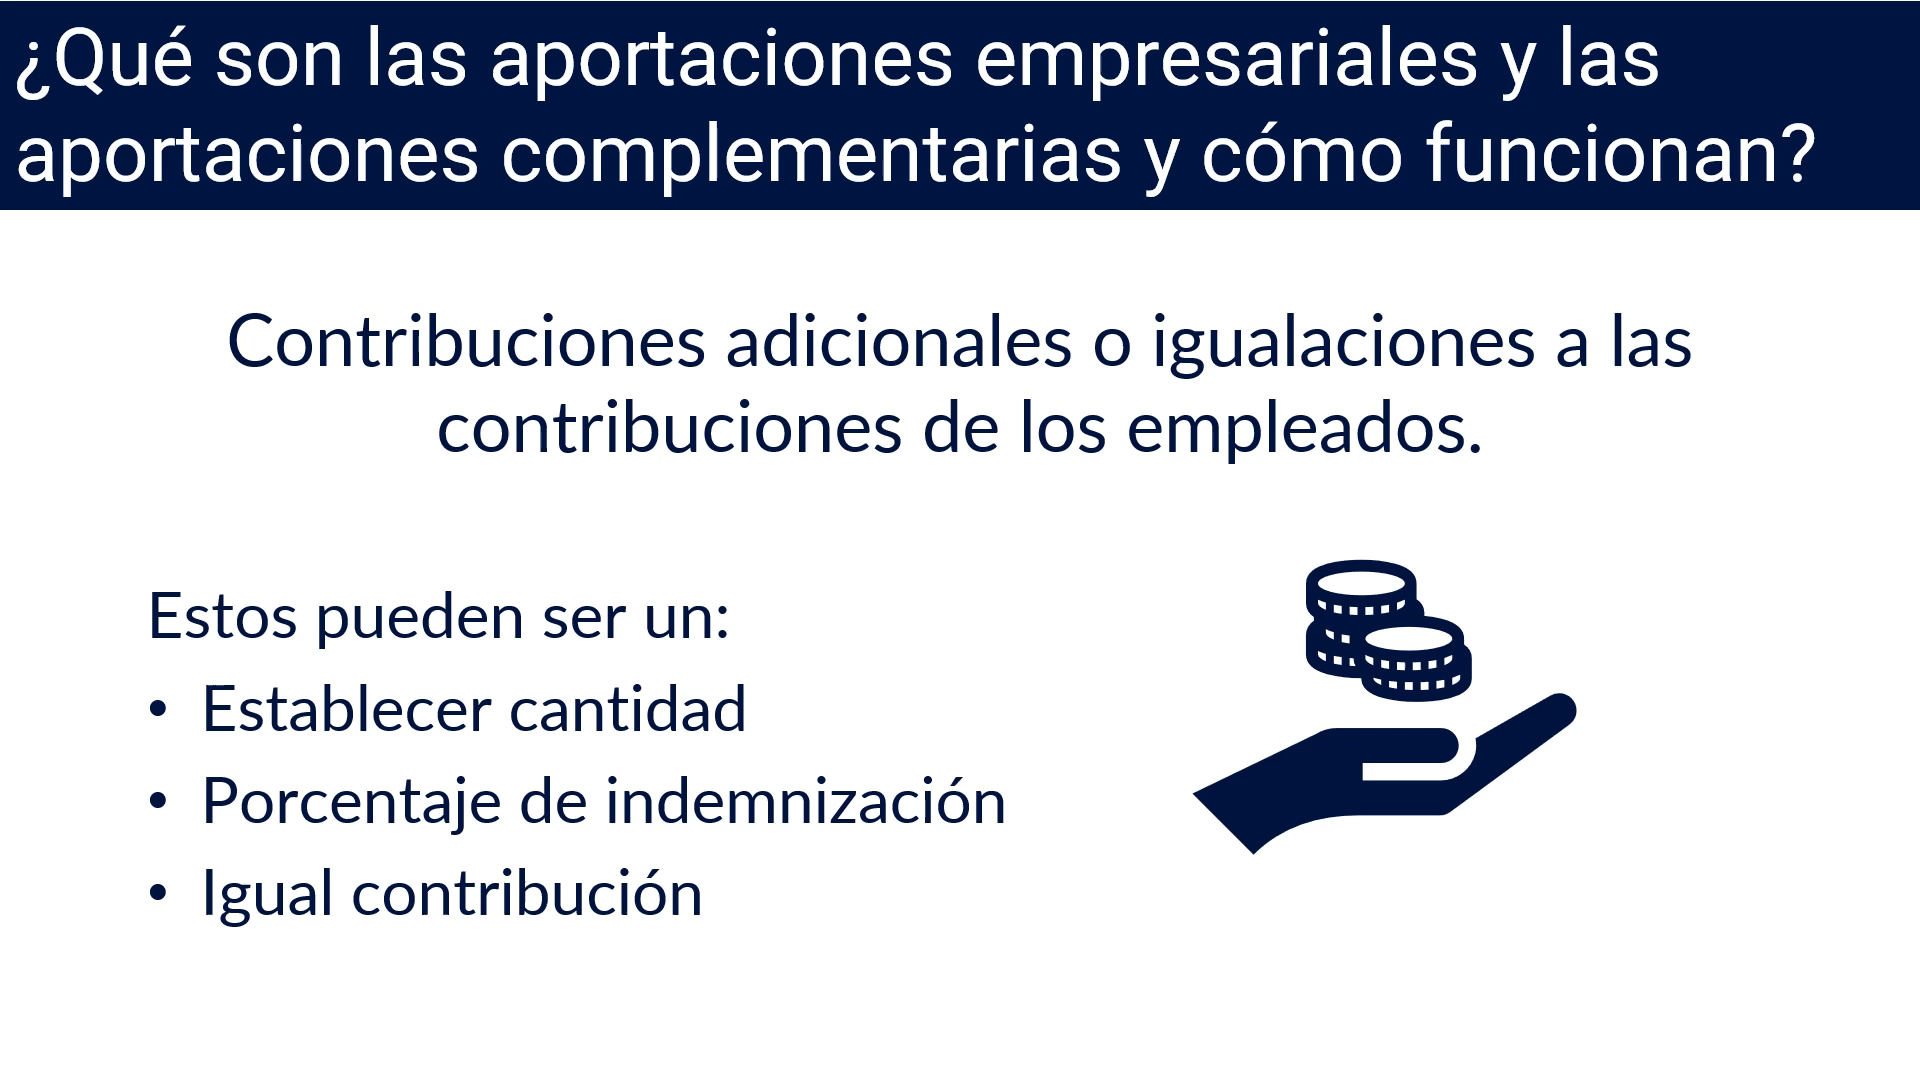 ¿Qué son las aportaciones empresariales y las
aportaciones complementarias y cómo funcionan?
Contribuciones adicionales o igualaciones a las
contribuciones de los empleados.
Estos pueden ser un:
• Establecer cantidad
• Porcentaje de indemnización
• Igual contribución